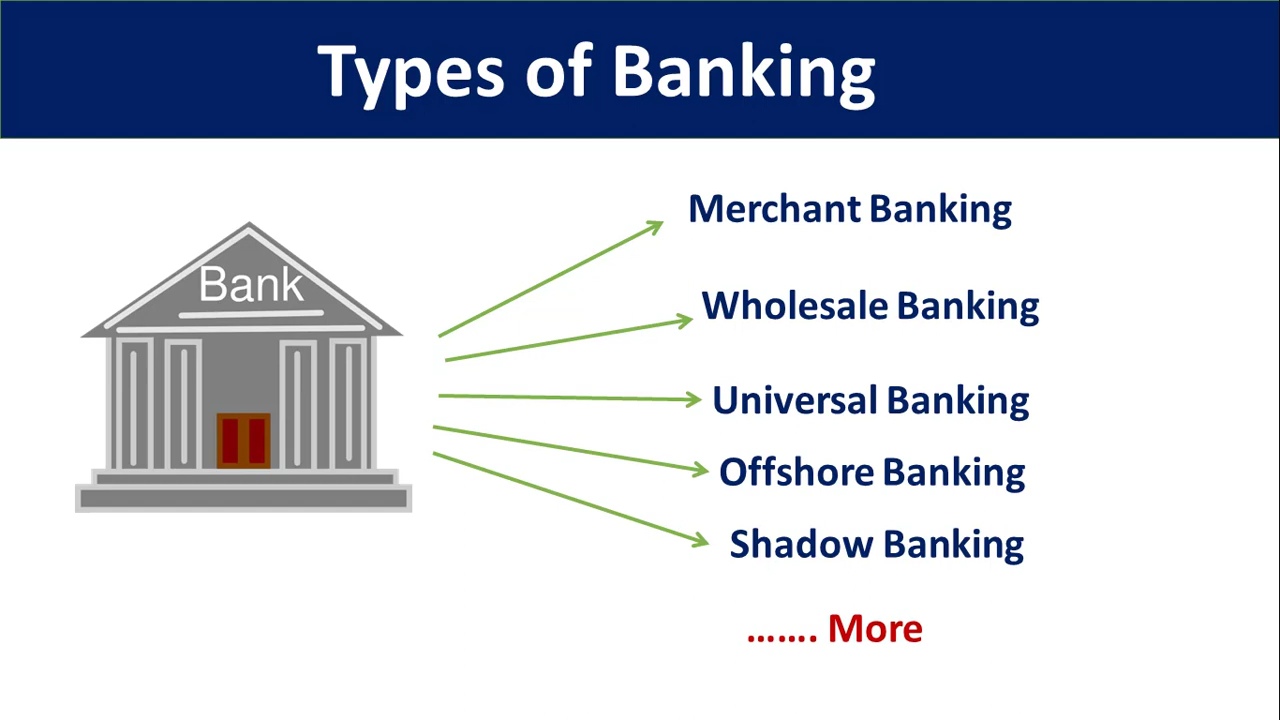 Types of Banking
Bank
Merchant Banking
Wholesale Banking
Universal Banking
Offshore Banking
Shadow Banking
....... More